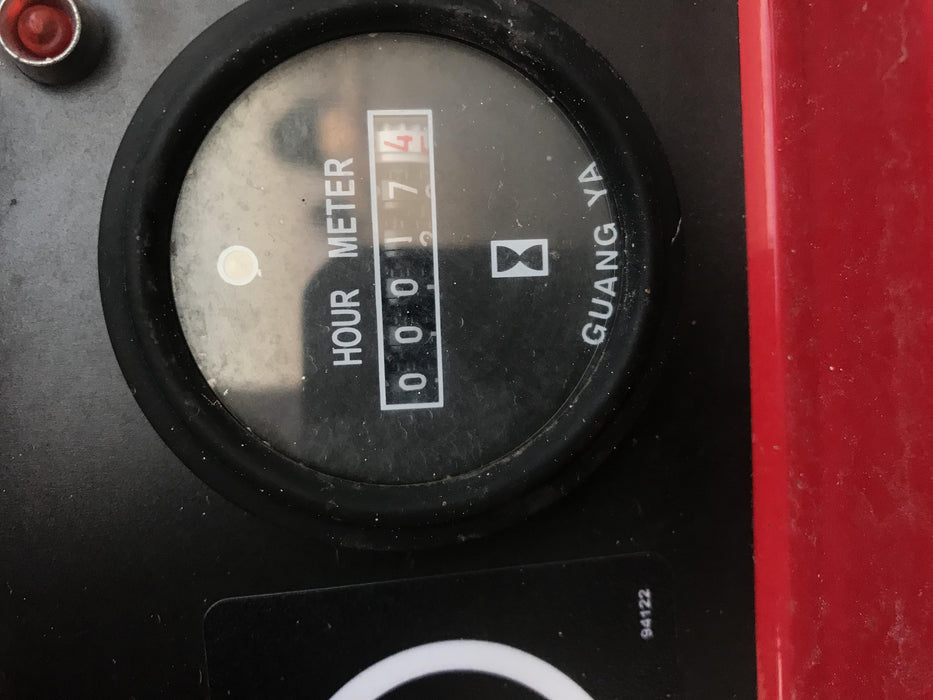 HOUR METER
000174
GUANG YA
94122